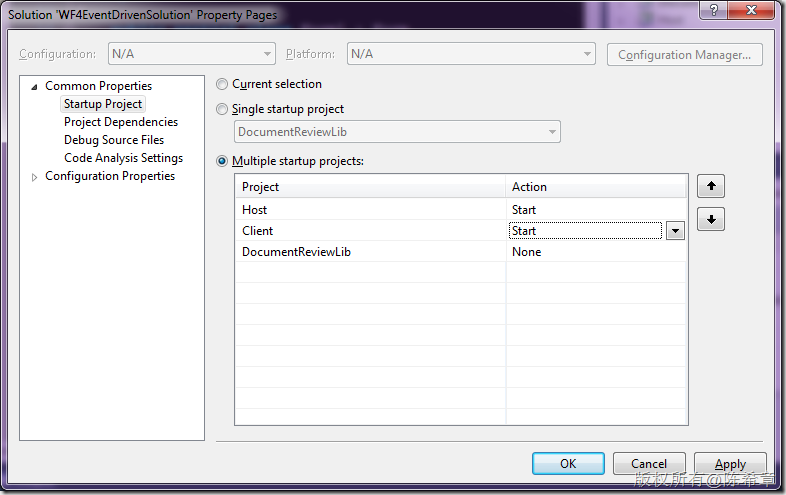 Solution 'WF4EventDrivenSolution' Property Pages
Configuration: N/A Platform: N/A Configuration Manager...
Common Properties
Startup Project
Project Dependencies
Debug Source Files
Code Analysis Settings
Configuration Properties
Current selection
Single startup project
DocumentReviewLib
Multiple startup projects:
Project Action
Host Start
Client Start
DocumentReviewLib None
OK Cancel Apply
版权所有@陈希章